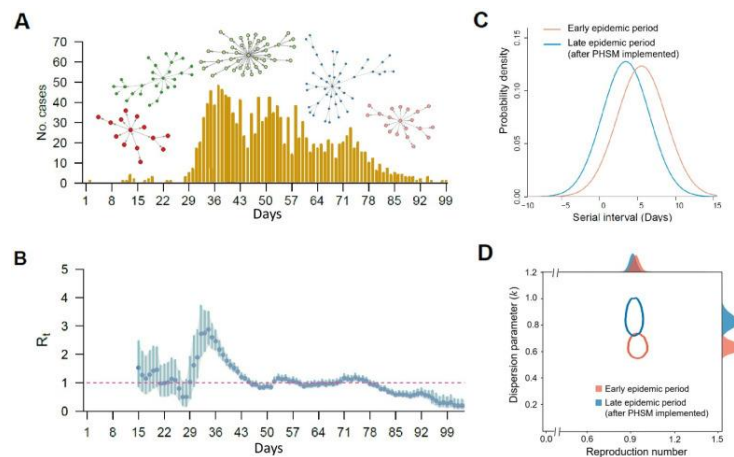 A
No. cases
70
60
50
40
30
20
10
0
1 8 15 22 29 36 43 50 57 64 71 78 85 92 99
Days
B
Rt
5
4
3
2
1
0
1 8 15 22 29 36 43 50 57 64 71 78 85 92 99
Days
C
Early epidemic period
Late epidemic period
(after PHSM implemented)
Probability density
0.15
0.10
0.05
0.00
−10 −5 0 5 10 15
Serial interval (Days)
D
Dispersion parameter (k)
1.2
1.0
0.8
0.6
0.4
0.2
Early epidemic period
Late epidemic period
(after PHSM implemented)
0.0 0.6 0.9 1.2 1.5
Reproduction number